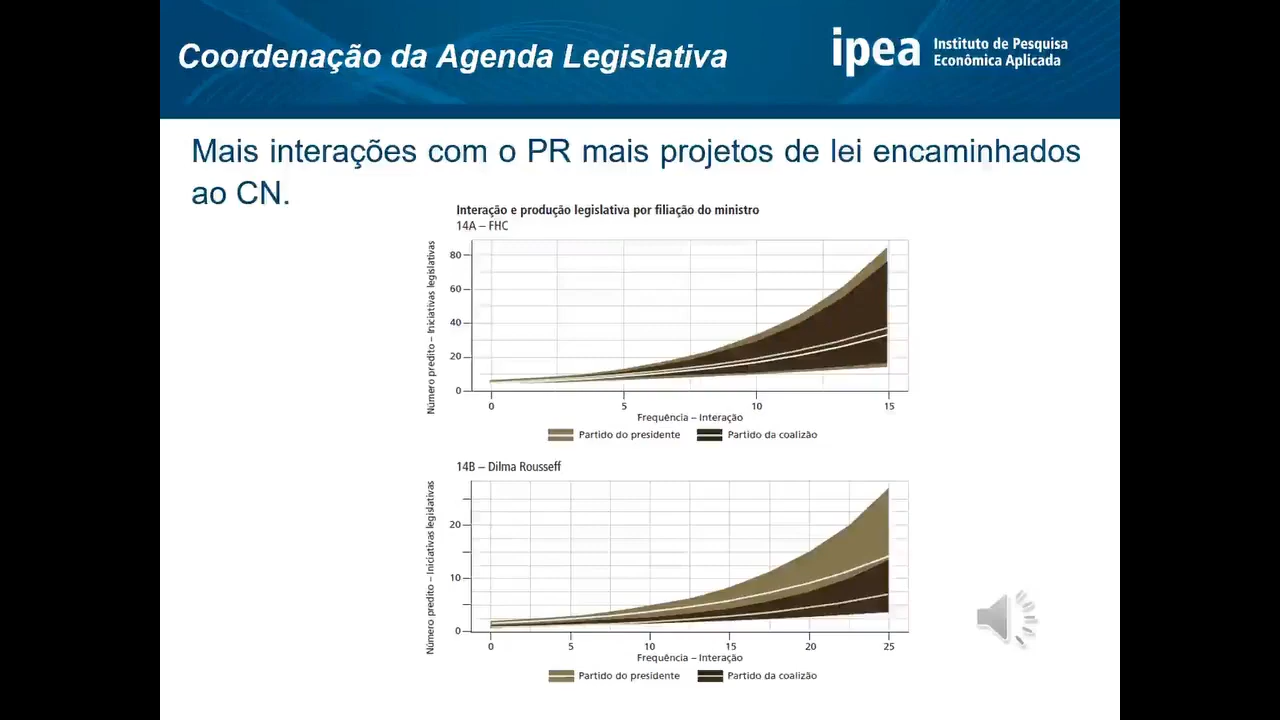 Coordenação da Agenda Legislativa
ipea
Instituto de Pesquisa
Econômica Aplicada
Mais interações com o PR mais projetos de lei encaminhados
ao CN.
Interação e produção legislativa por filiação do ministro
14A – FHC
Número predito – Iniciativas legislativas
80
60
40
20
0
0 5 10 15
Frequência – Interação
Partido do presidente Partido da coalizão
14B – Dilma Rousseff
Número predito – Iniciativas legislativas
20
10
0
0 5 10 15 20 25
Frequência – Interação
Partido do presidente Partido da coalizão